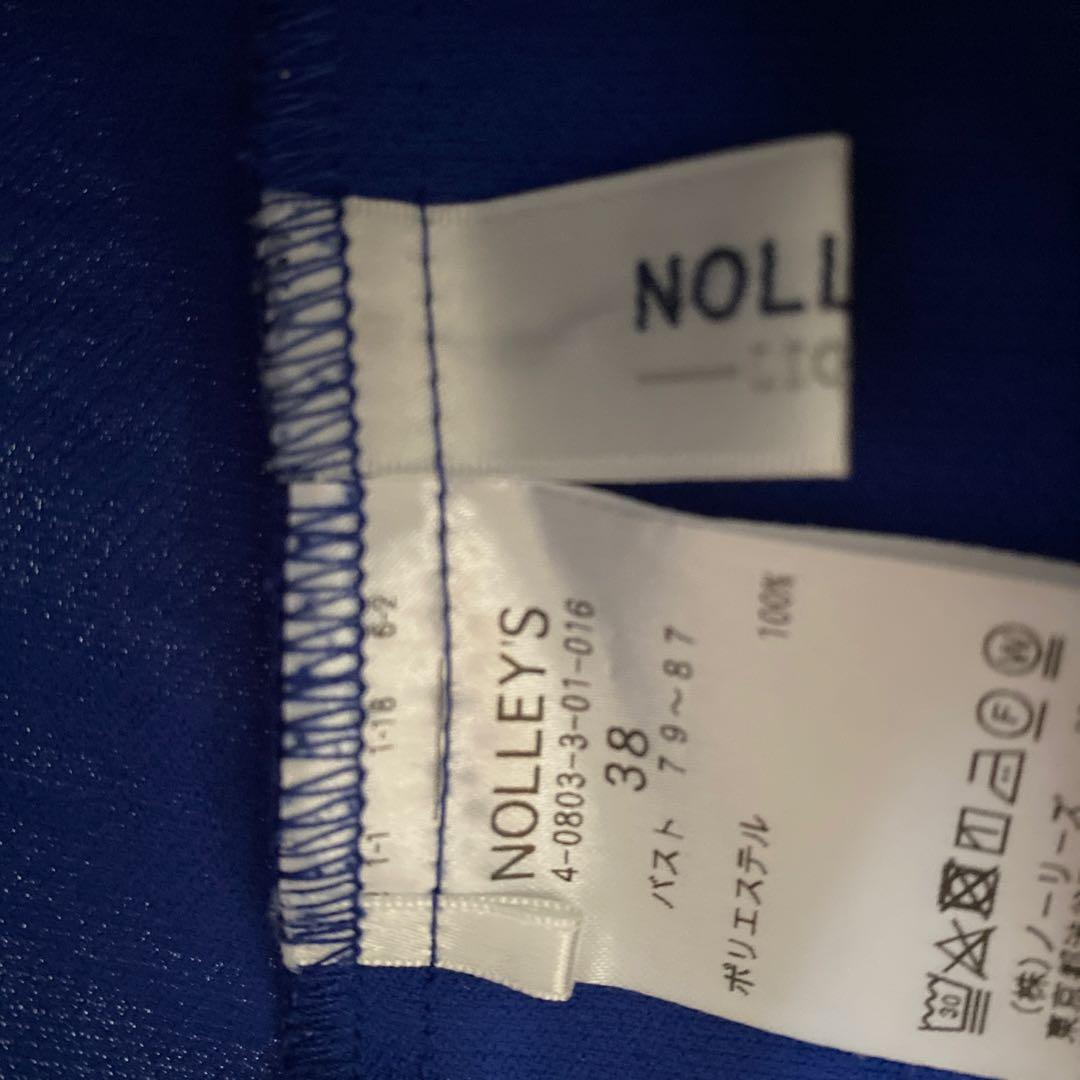 NOLL
1-1 1-18 6-2
NOLLEY'S
4-0803-3-01-016
38
バスト 79~87
ポリエステル 100%
30
F
W
(株)ノーリーズ